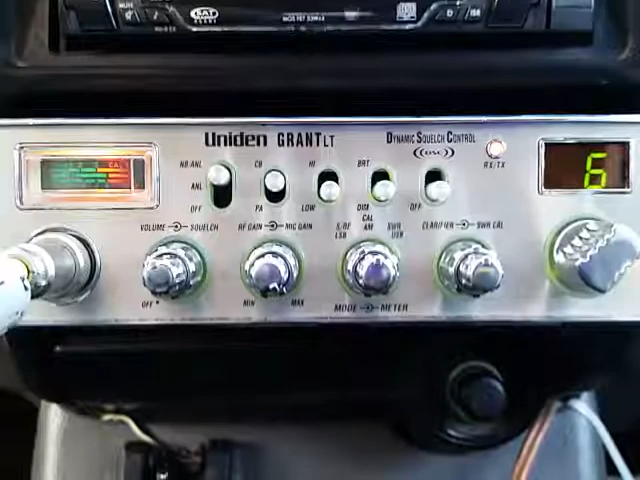 Uniden GRANT LT
DYNAMIC SQUELCH CONTROL
(DSC)
NB ANL
CB
HI
BRT
RX/TX
ANL
OFF
PA
LOW
DIM
OFF
6
VOLUME SQUELCH
RF GAIN MIC GAIN
S/RF
CAL
SWR
LSB
AM
USB
CLARIFIER SWR CAL
OFF
MIN
MAX
MODE METER